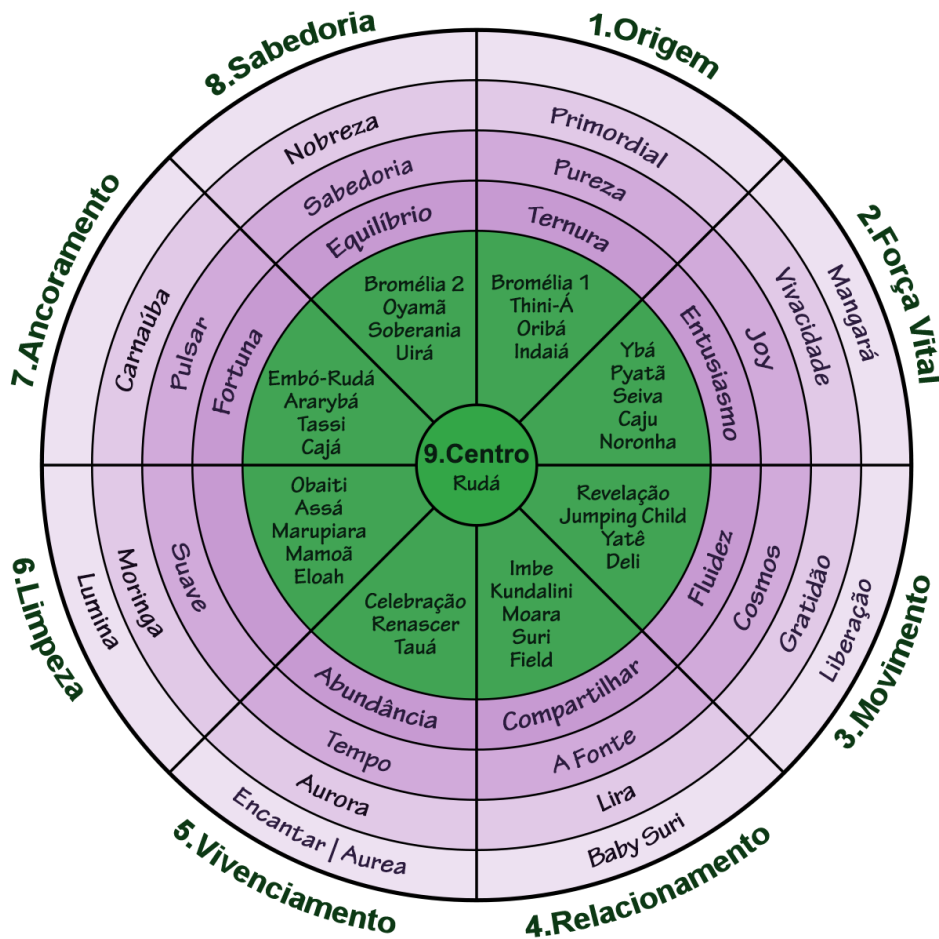 1.Origem
Primordial
Pureza
Ternura
Bromélia 1
Thini-Á
Oribá
Indaiá
2.Força Vital
Mangará
Vivacidade
Joy
Entusiasmo
Ybá
Pyatã
Seiva
Caju
Noronha
3.Movimento
Liberação
Gratidão
Cosmos
Fluidez
Revelação
Jumping Child
Yatê
Deli
4.Relacionamento
Baby Suri
Lira
A Fonte
Compartilhar
Imbe
Kundalini
Moara
Suri
Field
5.Vivenciamento
Encantar | Aurea
Aurora
Tempo
Abundância
Celebração
Renascer
Tauá
6.Limpeza
Lumina
Moringa
Suave
Obaiti
Assá
Marupiara
Mamoã
Eloah
7.Ancoramento
Carnaúba
Pulsar
Fortuna
Embó-Rudá
Ararybá
Tassi
Cajá
8.Sabedoria
Nobreza
Sabedoria
Equilíbrio
Bromélia 2
Oyamã
Soberania
Uirá
9.Centro
Rudá